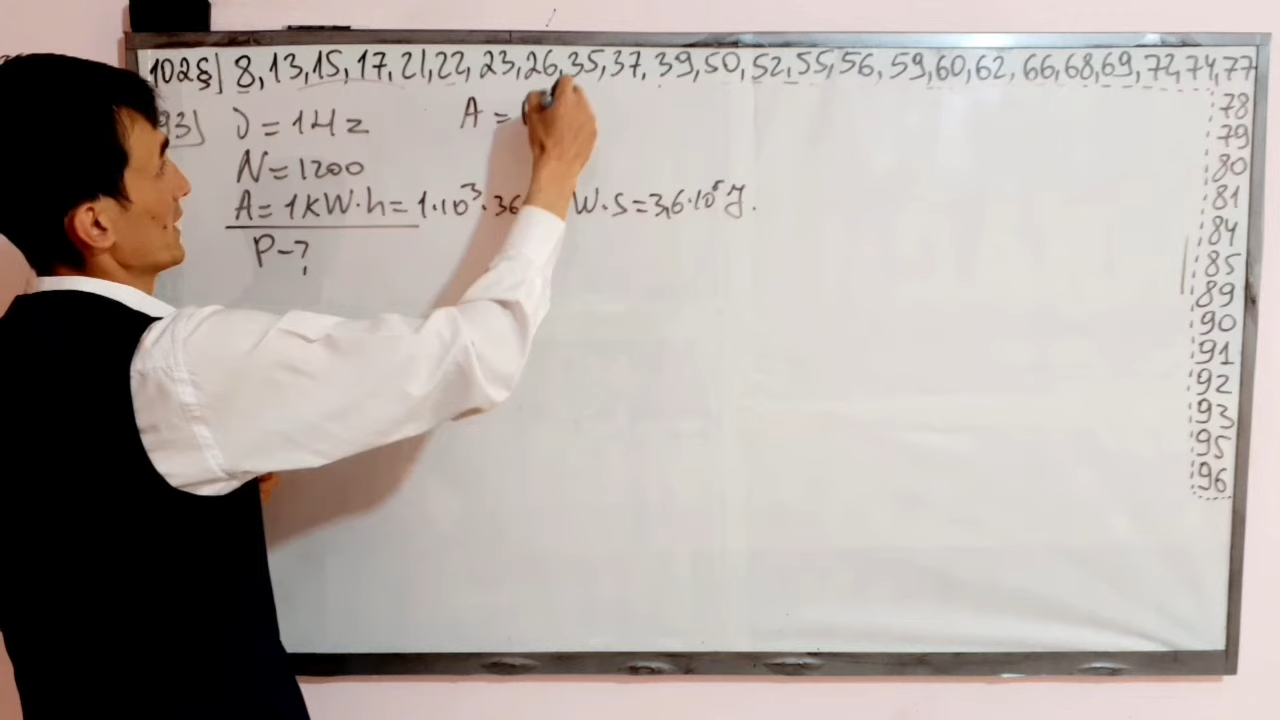 102§] 8, 13, 15, 17, 21, 22, 23, 26, 35, 37, 39, 50, 52, 55, 56, 59, 60, 62, 66, 68, 69, 72, 74, 77
78
79
80
81
84
85
89
90
91
92
93
95
96
93] ν = 1Hz
N = 1200
A = 1kW·h = 1·10³·36 W·s = 3,6·10⁶ J.
P - ?
A =